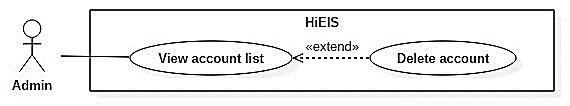 HiEIS
View account list
«extend»
Delete account
Admin